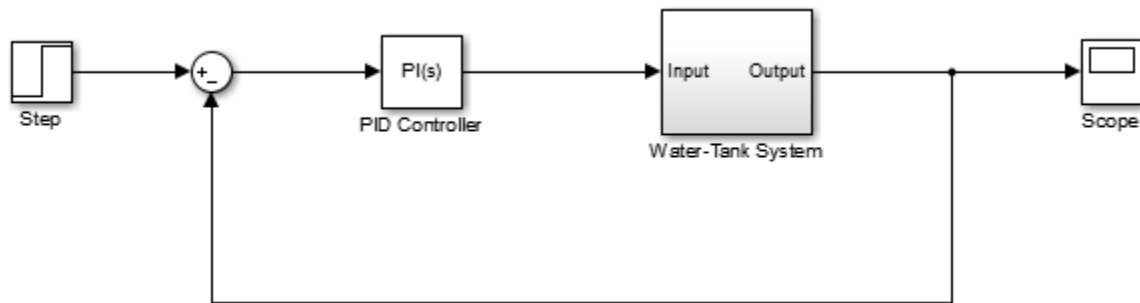 Step
+
−
PI(s)
PID Controller
Input
Output
Water-Tank System
Scope